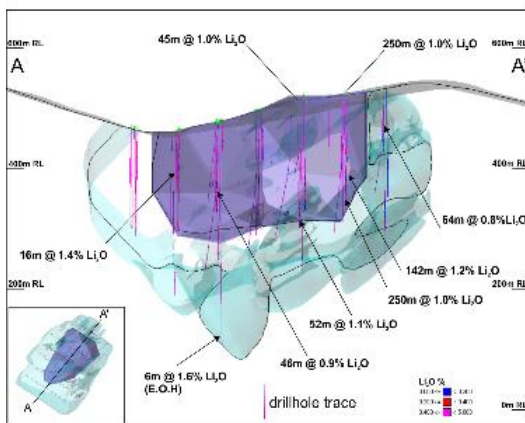 45m @ 1.0% Li₂O
250m @ 1.0% Li₂O
600m RL
600m RL
A
A'
400m RL
400m RL
64m @ 0.8%Li₂O
16m @ 1.4% Li₂O
142m @ 1.2% Li₂O
200m RL
200m RL
250m @ 1.0% Li₂O
52m @ 1.1% Li₂O
A'
46m @ 0.9% Li₂O
6m @ 1.6% Li₂O
(E.O.H)
A
drillhole trace
Li₂O %
0m RL